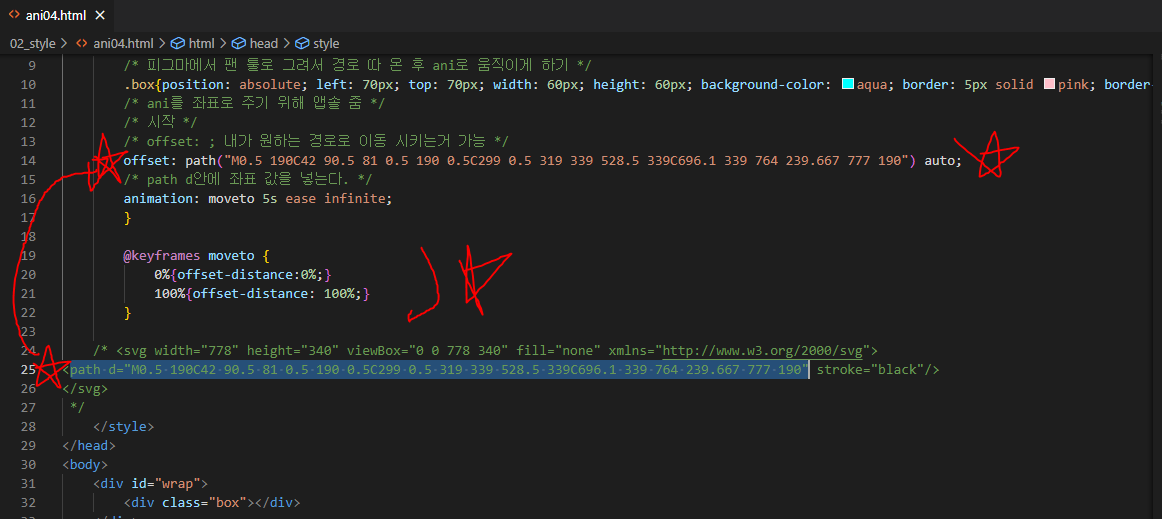 ani04.html
02_style > ani04.html > html > head > style
9 /* 피그마에서 팬 툴로 그려서 경로 따 온 후 ani로 움직이게 하기 */
10 .box{position: absolute; left: 70px; top: 70px; width: 60px; height: 60px; background-color: aqua; border: 5px solid pink; border-
11 /* ani를 좌표로 주기 위해 앱솔 줌 */
12 /* 시작 */
13 /* offset: ; 내가 원하는 경로로 이동 시키는거 가능 */
14 offset: path("M0.5 190C42 90.5 81 0.5 190 0.5C299 0.5 319 339 528.5 339C696.1 339 764 239.667 777 190") auto;
15 /* path d안에 좌표 값을 넣는다. */
16 animation: moveto 5s ease infinite;
17 }
18
19 @keyframes moveto {
20 0%{offset-distance:0%;}
21 100%{offset-distance: 100%;}
22 }
23
24 /* <svg width="778" height="340" viewBox="0 0 778 340" fill="none" xmlns="http://www.w3.org/2000/svg">
25 <path d="M0.5 190C42 90.5 81 0.5 190 0.5C299 0.5 319 339 528.5 339C696.1 339 764 239.667 777 190" stroke="black"/>
26 </svg>
27 */
28 </style>
29 </head>
30 <body>
31 <div id="wrap">
32 <div class="box"></div>